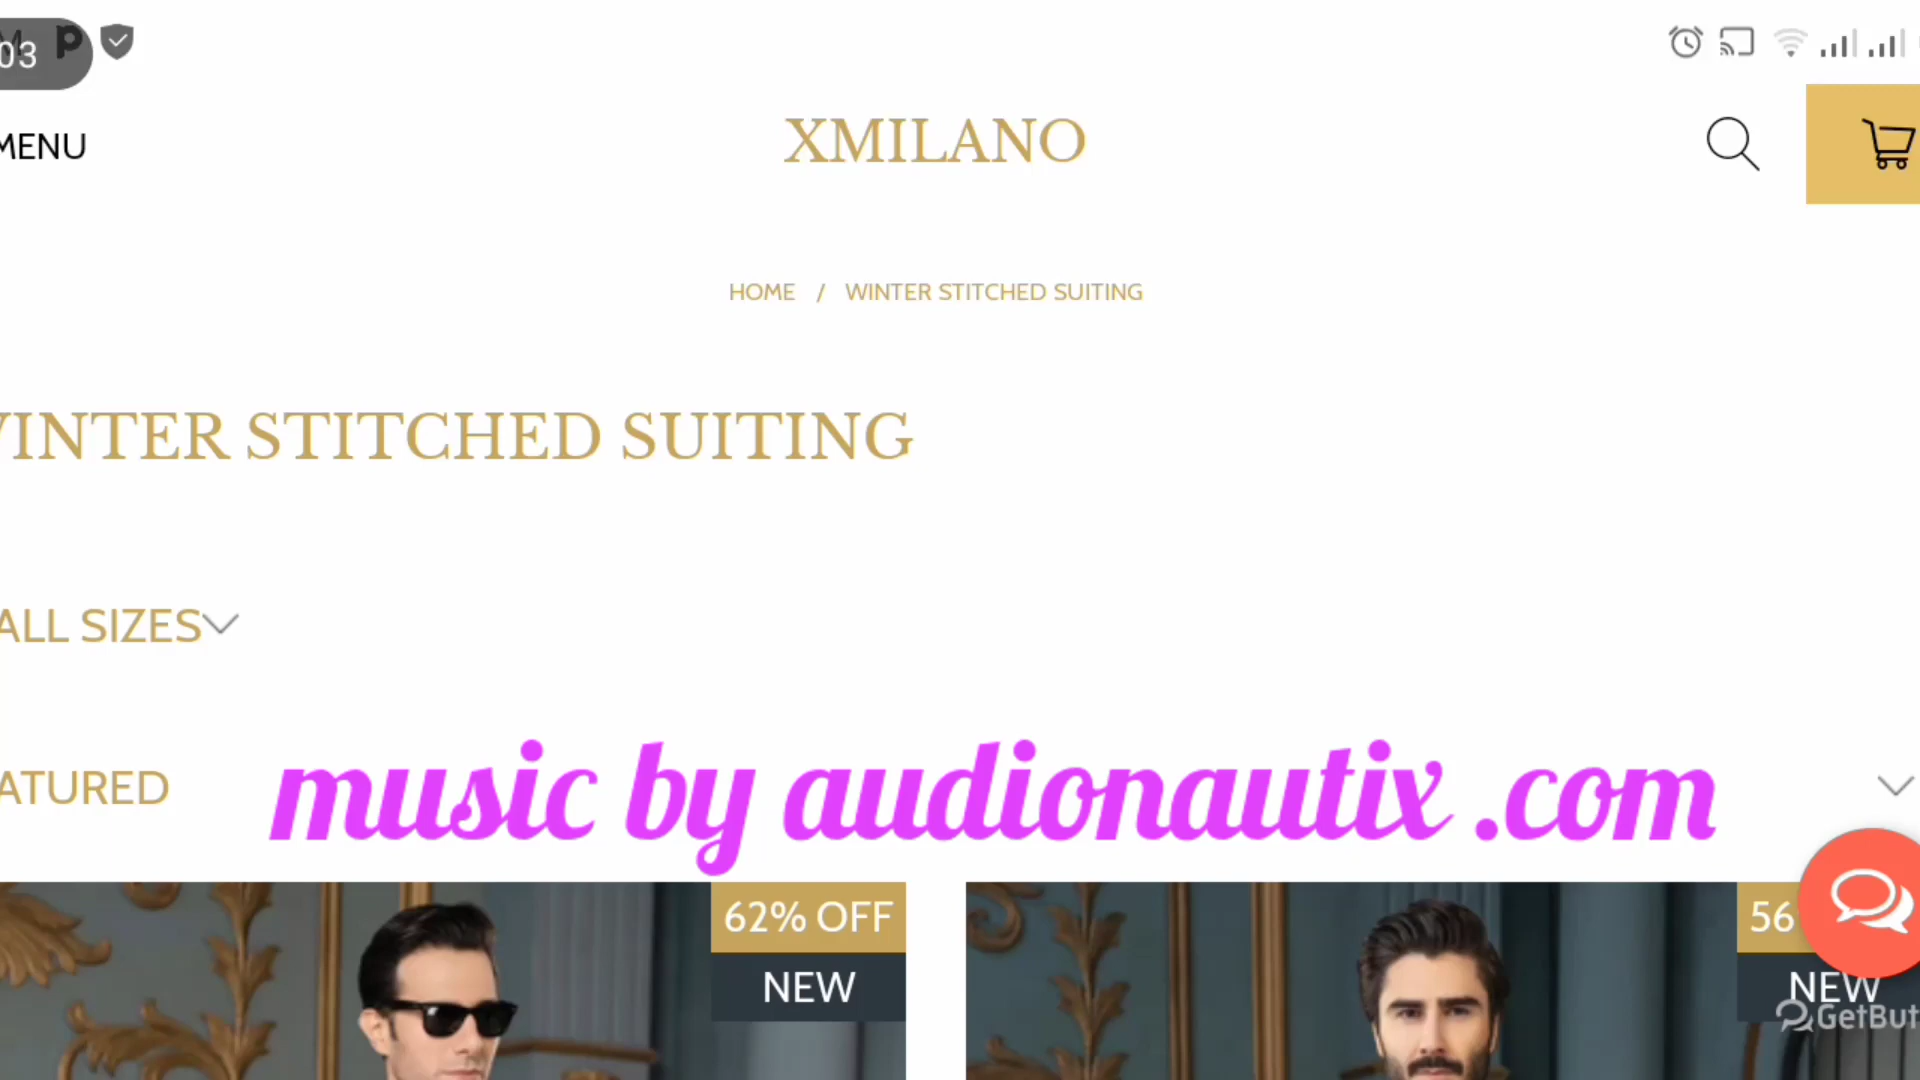 03
MENU
XMILANO
HOME / WINTER STITCHED SUITING
WINTER STITCHED SUITING
ALL SIZES
ATURED
music by audionautix .com
62% OFF
NEW
56
NEW
GetBut